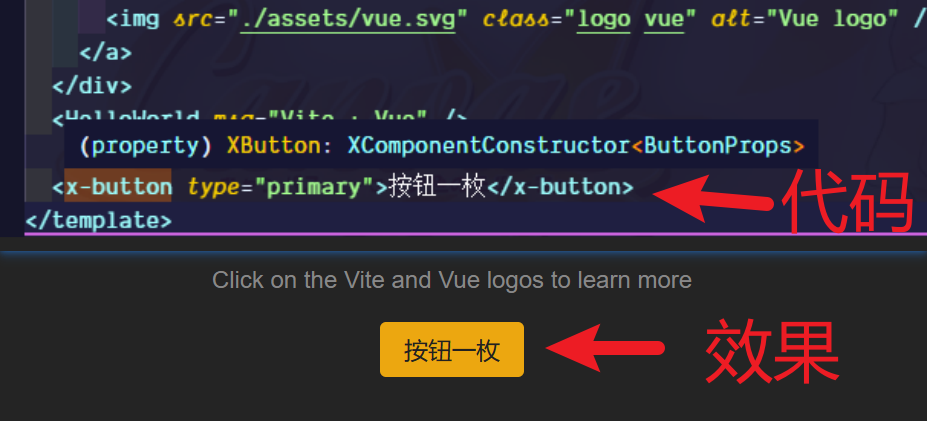 <img src="./assets/vue.svg" class="logo vue" alt="Vue logo" /
</a>
</div>
<HelloWorld msg="Vite + Vue" />
(property) XButton: XComponentConstructor<ButtonProps>
<x-button type="primary">按钮一枚</x-button>
代码
</template>
Click on the Vite and Vue logos to learn more
按钮一枚
效果